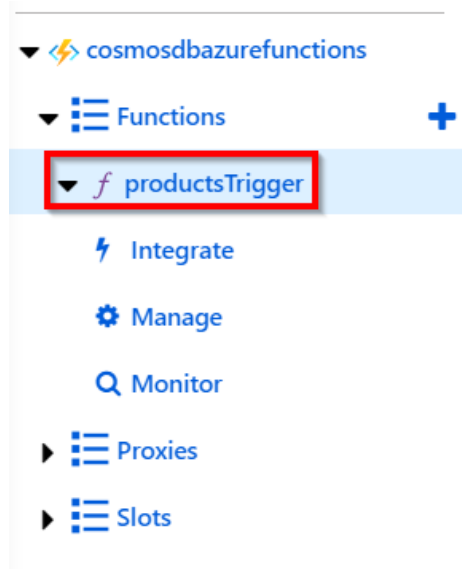 cosmosdbazurefunctions
Functions
f productsTrigger
Integrate
Manage
Monitor
Proxies
Slots